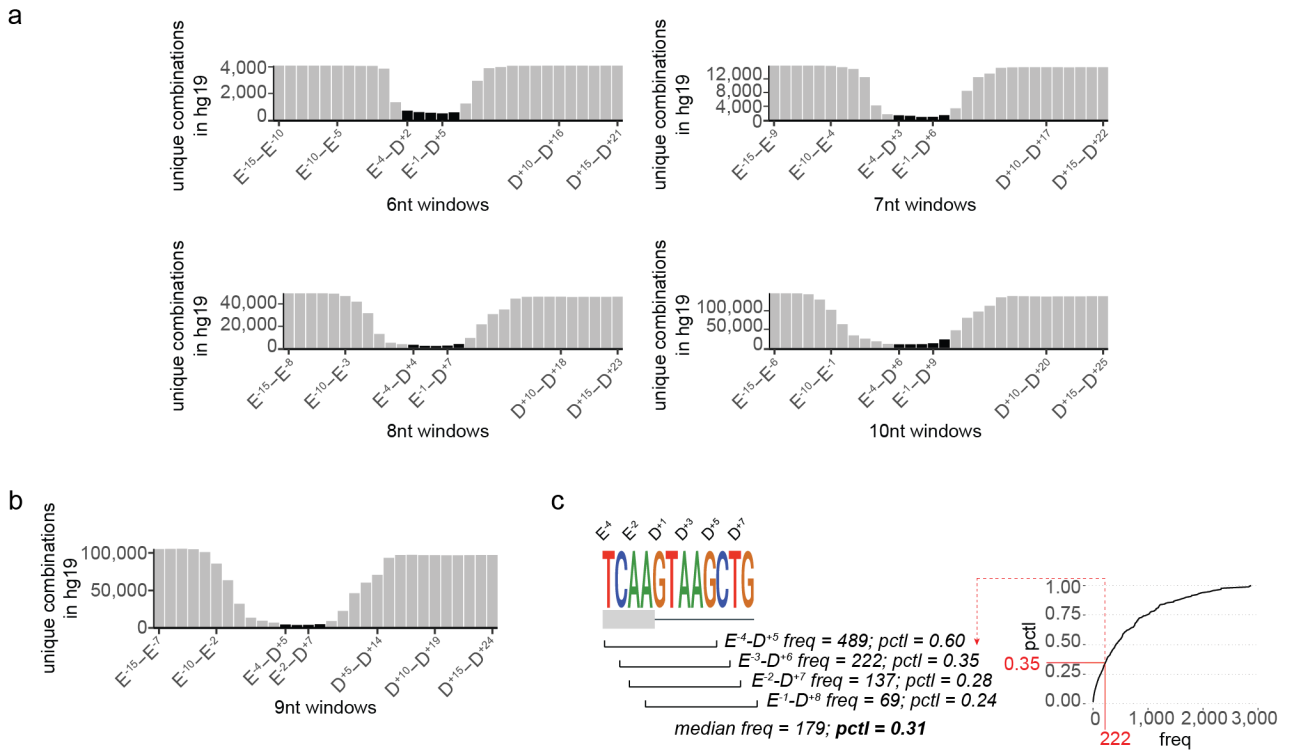 a
unique combinations
in hg19
4,000
2,000
0
E⁻¹⁵–E⁻¹⁰
E⁻¹⁰–E⁻⁵
E⁻⁴–D⁺²
E⁻¹–D⁺⁵
D⁺¹⁰–D⁺¹⁶
D⁺¹⁵–D⁺²¹
6nt windows
unique combinations
in hg19
12,000
8,000
4,000
0
E⁻¹⁵–E⁻⁹
E⁻¹⁰–E⁻⁴
E⁻⁴–D⁺³
E⁻¹–D⁺⁶
D⁺¹⁰–D⁺¹⁷
D⁺¹⁵–D⁺²²
7nt windows
unique combinations
in hg19
40,000
20,000
0
E⁻¹⁵–E⁻⁸
E⁻¹⁰–E⁻³
E⁻⁴–D⁺⁴
E⁻¹–D⁺⁷
D⁺¹⁰–D⁺¹⁸
D⁺¹⁵–D⁺²³
8nt windows
unique combinations
in hg19
100,000
50,000
0
E⁻¹⁵–E⁻⁶
E⁻¹⁰–E⁻¹
E⁻⁴–D⁺⁶
E⁻¹–D⁺⁹
D⁺¹⁰–D⁺²⁰
D⁺¹⁵–D⁺²⁵
10nt windows
b
unique combinations
in hg19
100,000
50,000
0
E⁻¹⁵–E⁻⁷
E⁻¹⁰–E⁻²
E⁻⁴–D⁺⁵
E⁻²–D⁺⁷
D⁺⁵–D⁺¹⁴
D⁺¹⁰–D⁺¹⁹
D⁺¹⁵–D⁺²⁴
9nt windows
c
E⁻⁴ E⁻² D⁺¹ D⁺³ D⁺⁵ D⁺⁷
TCAAGTAAGCTG
E⁻⁴-D⁺⁵ freq = 489; pctl = 0.60
E⁻³-D⁺⁶ freq = 222; pctl = 0.35
E⁻²-D⁺⁷ freq = 137; pctl = 0.28
E⁻¹-D⁺⁸ freq = 69; pctl = 0.24
median freq = 179; pctl = 0.31
pctl
1.00
0.75
0.50
0.35
0.25
0.00
0 1,000 2,000 3,000
222
freq